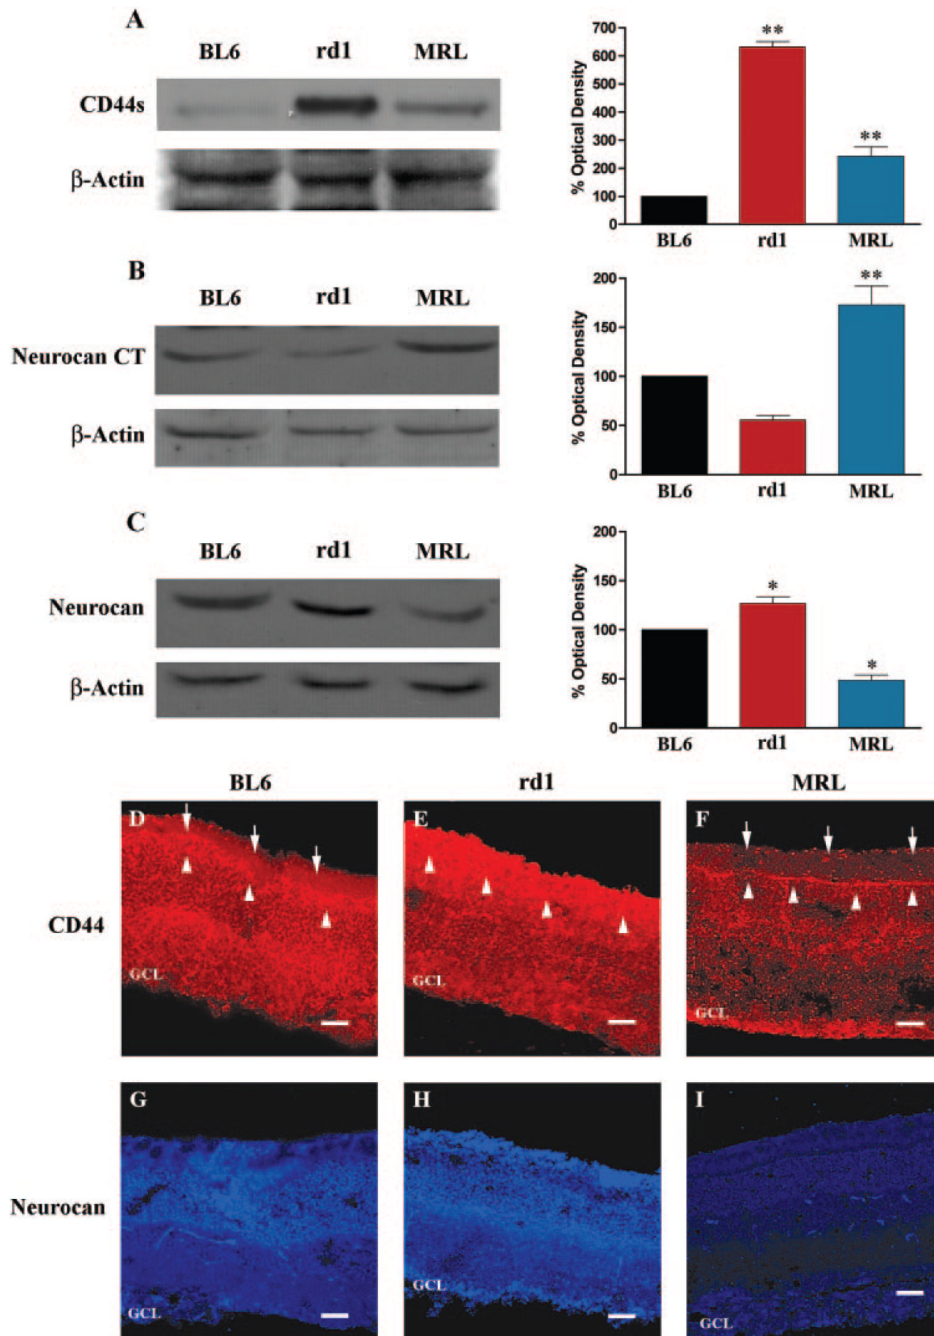 A
BL6 rd1 MRL
CD44s
β-Actin
% Optical Density
700
600
500
400
300
200
100
0
**
**
BL6 rd1 MRL
B
BL6 rd1 MRL
Neurocan CT
β-Actin
% Optical Density
200
150
100
50
0
**
BL6 rd1 MRL
C
BL6 rd1 MRL
Neurocan
β-Actin
% Optical Density
200
150
100
50
0
*
*
BL6 rd1 MRL
BL6 rd1 MRL
CD44
D E F
GCL GCL GCL
Neurocan
G H I
GCL GCL GCL